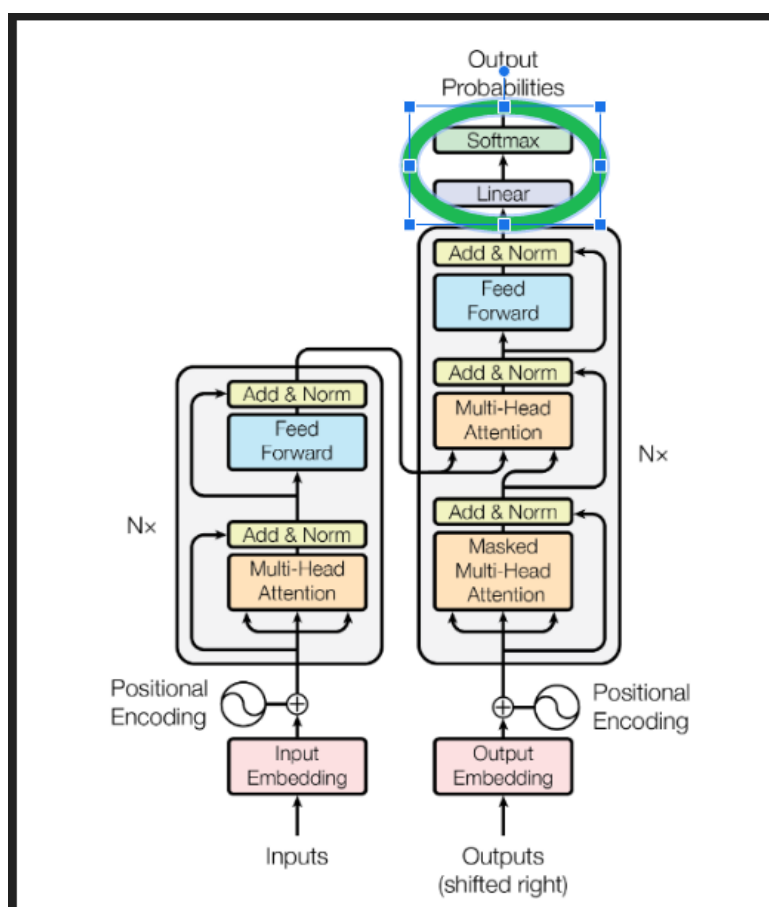 Output
Probabilities
Softmax
Linear
Add & Norm
Feed
Forward
Add & Norm
Multi-Head
Attention
Add & Norm
Masked
Multi-Head
Attention
Nx
Add & Norm
Feed
Forward
Add & Norm
Multi-Head
Attention
Nx
Positional
Encoding
Positional
Encoding
Input
Embedding
Output
Embedding
Inputs
Outputs
(shifted right)